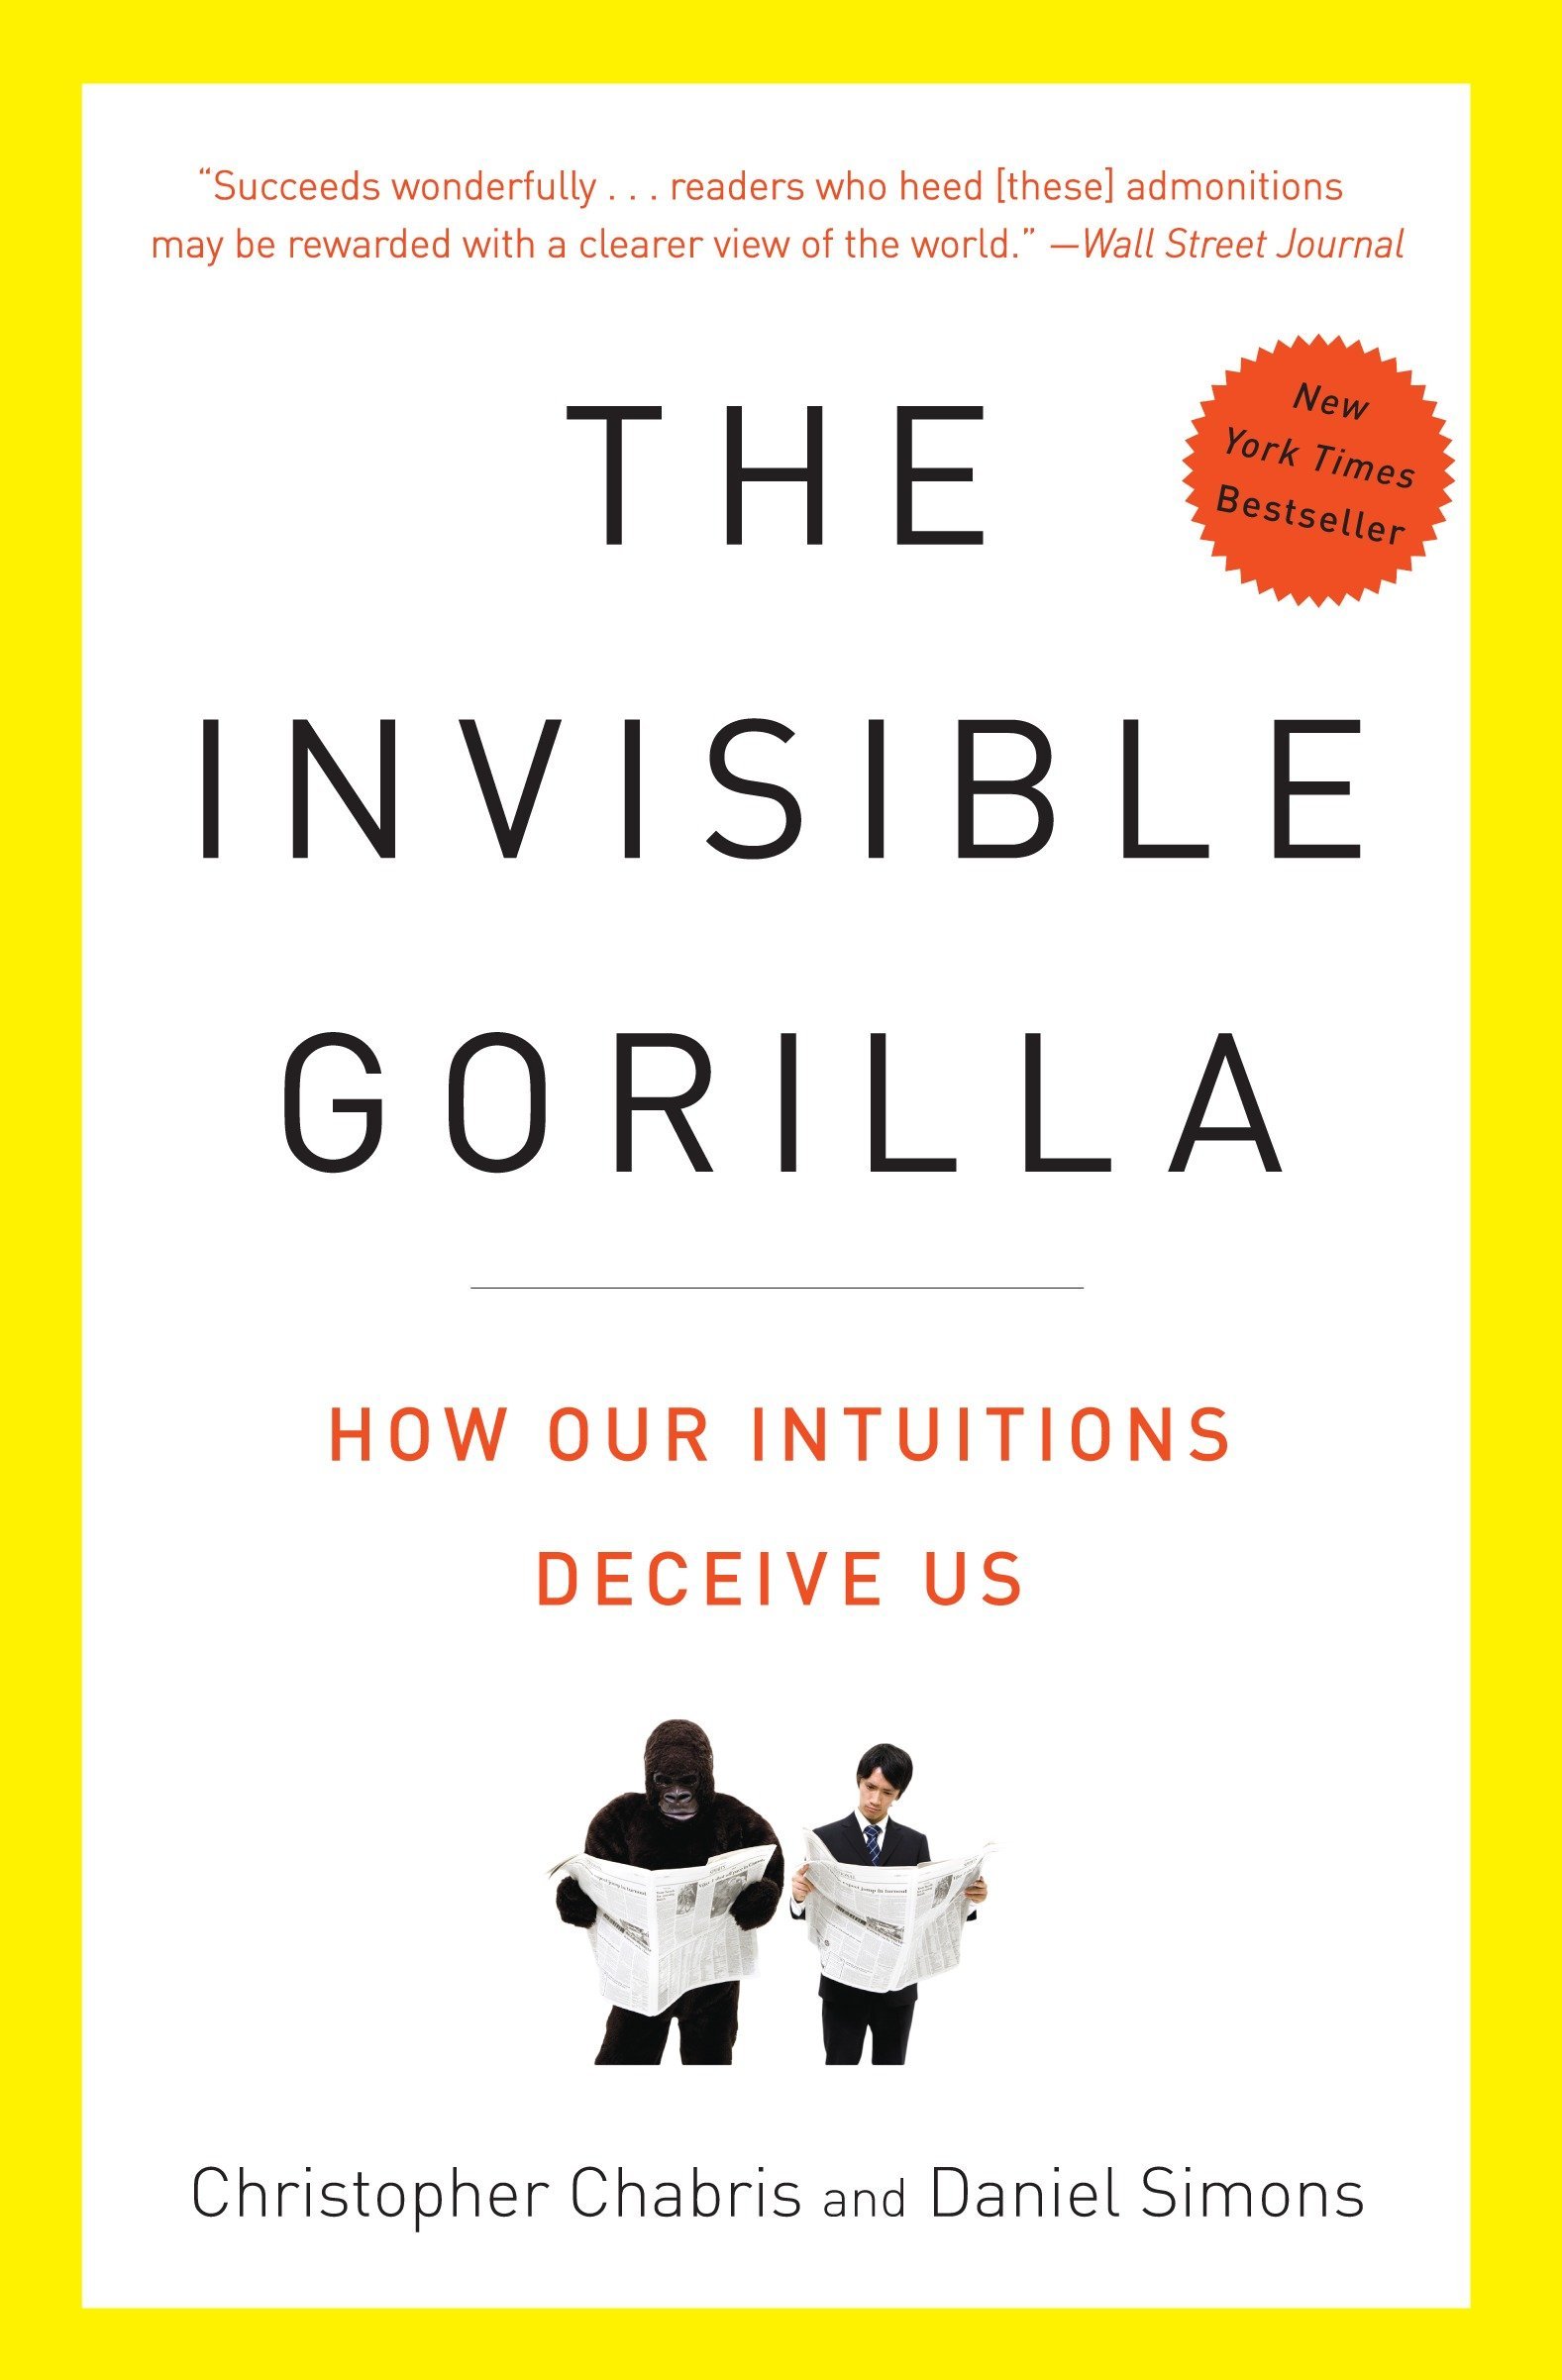 “Succeeds wonderfully . . . readers who heed [these] admonitions
may be rewarded with a clearer view of the world.” —Wall Street Journal
New
York Times
Bestseller
THE
INVISIBLE
GORILLA
HOW OUR INTUITIONS
DECEIVE US
Christopher Chabris and Daniel Simons